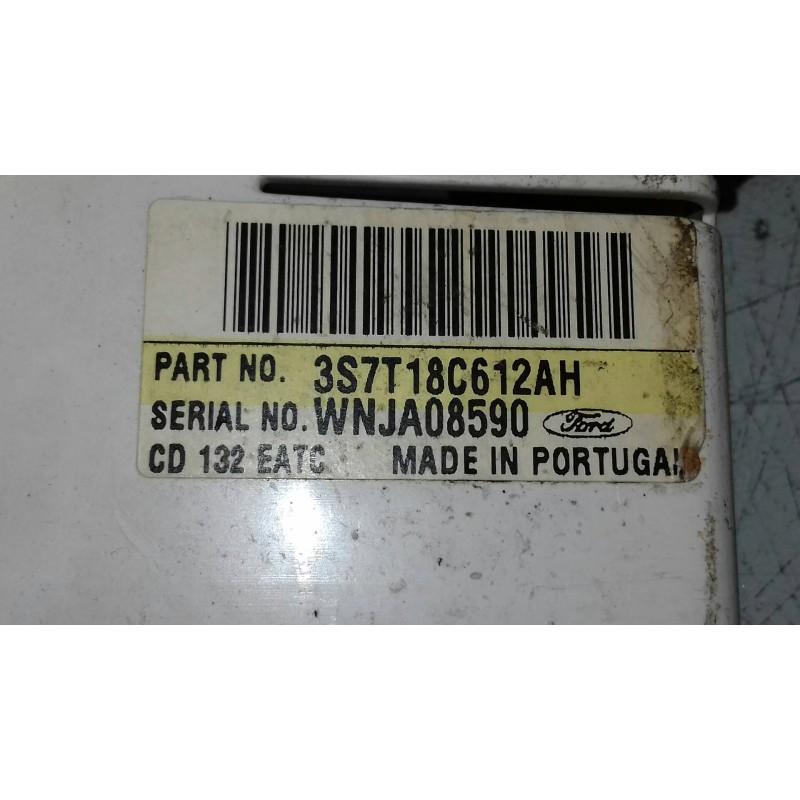 PART NO. 3S7T18C612AH
SERIAL NO. WNJA08590 Ford
CD 132 EATC MADE IN PORTUGAL